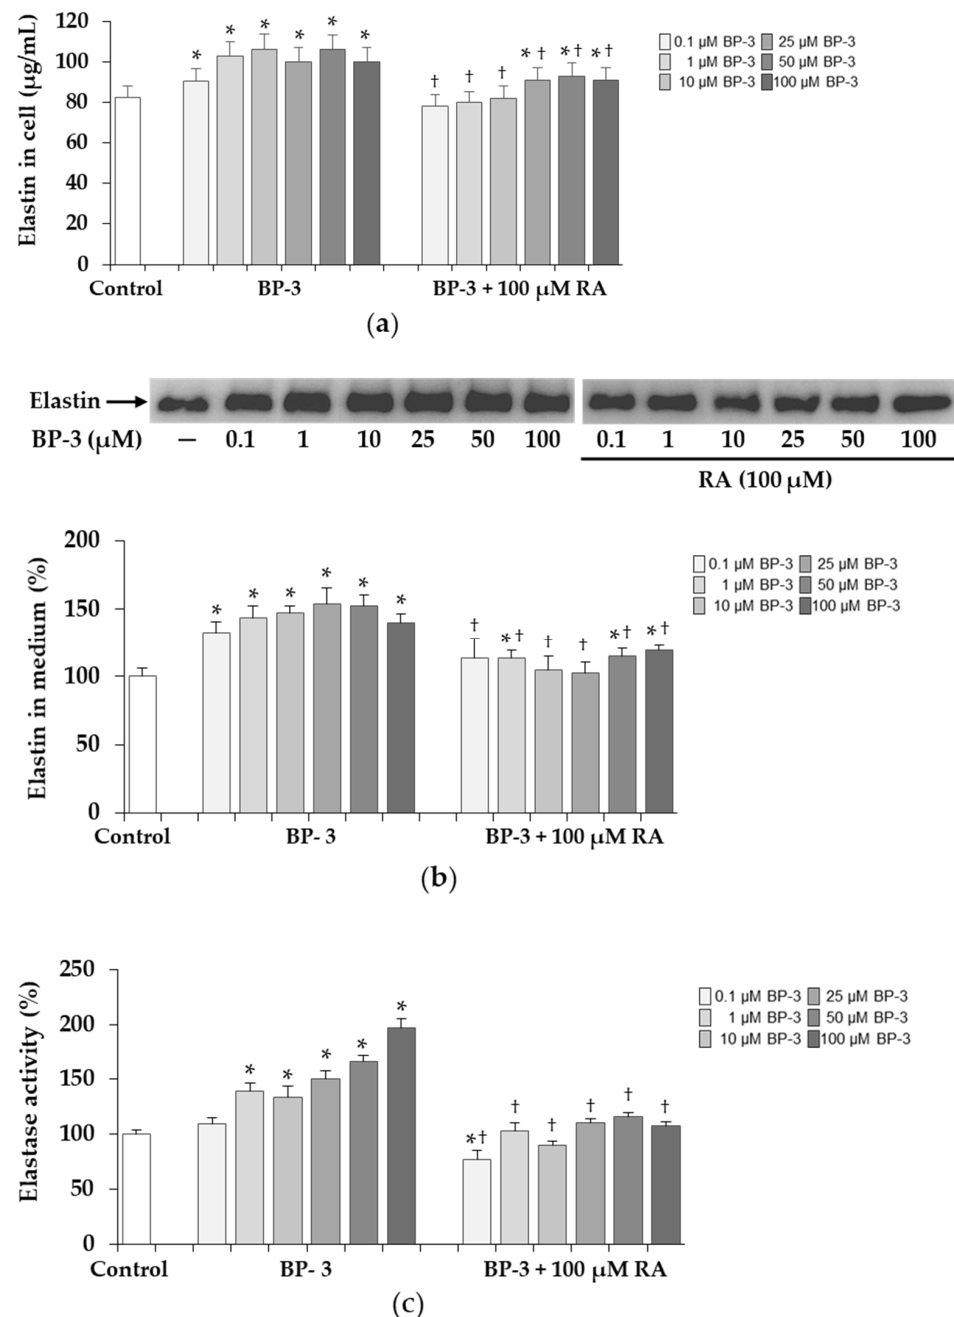 Elastin in cell (µg/mL)
120
100
80
60
40
20
0
* * * * * *
† † † *† *† *†
0.1 µM BP-3 25 µM BP-3
1 µM BP-3 50 µM BP-3
10 µM BP-3 100 µM BP-3
Control BP-3 BP-3 + 100 µM RA
(a)
Elastin
BP-3 (µM) — 0.1 1 10 25 50 100 0.1 1 10 25 50 100
RA (100 µM)
Elastin in medium (%)
200
150
100
50
0
* * * * * *
† *† † † *† *†
0.1 µM BP-3 25 µM BP-3
1 µM BP-3 50 µM BP-3
10 µM BP-3 100 µM BP-3
Control BP- 3 BP-3 + 100 µM RA
(b)
Elastase activity (%)
250
200
150
100
50
0
* * * * *
*† † † † † †
0.1 µM BP-3 25 µM BP-3
1 µM BP-3 50 µM BP-3
10 µM BP-3 100 µM BP-3
Control BP- 3 BP-3 + 100 µM RA
(c)